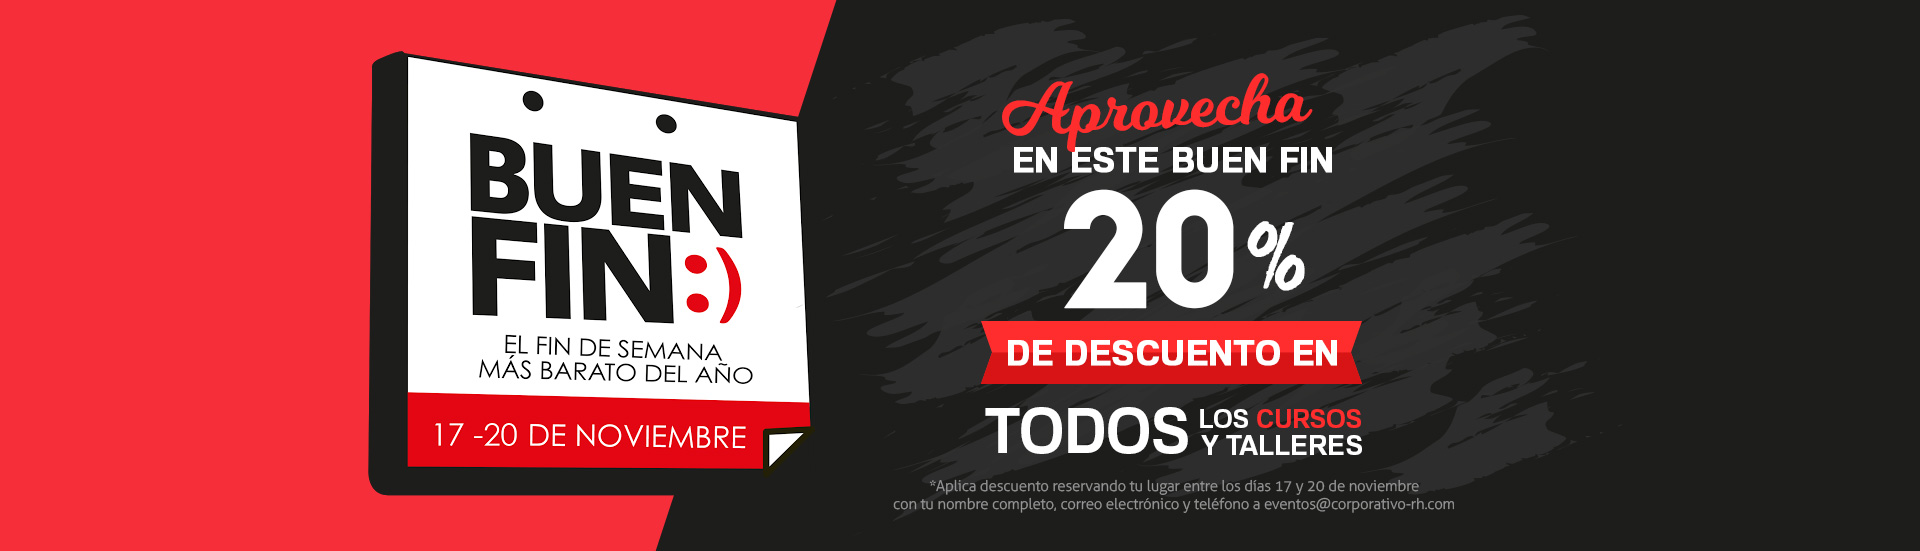 BUEN
FIN:)
EL FIN DE SEMANA
MÁS BARATO DEL AÑO
17 -20 DE NOVIEMBRE
Aprovecha
EN ESTE BUEN FIN
20%
DE DESCUENTO EN
TODOS LOS CURSOS
Y TALLERES
*Aplica descuento reservando tu lugar entre los días 17 y 20 de noviembre
con tu nombre completo, correo electrónico y teléfono a eventos@corporativo-rh.com